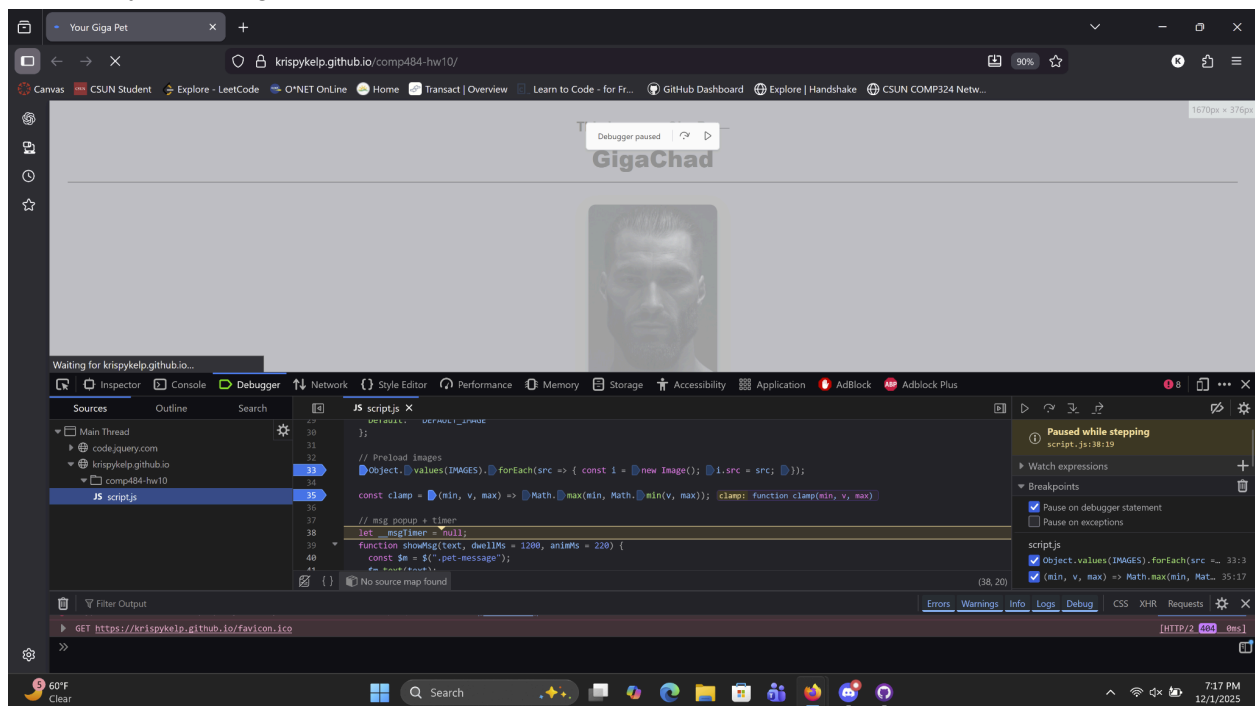 Your Giga Pet
krispykelp.github.io/comp484-hw10/
90%
K
Canvas CSUN Student Explore - LeetCode O*NET OnLine Home Transact | Overview Learn to Code - for Fr... GitHub Dashboard Explore | Handshake CSUN COMP324 Netw...
1670px × 376px
Debugger paused
GigaChad
Waiting for krispykelp.github.io...
Inspector Console Debugger Network Style Editor Performance Memory Storage Accessibility Application AdBlock Adblock Plus 8
Sources Outline Search JS script.js
Main Thread
code.jquery.com
krispykelp.github.io
comp484-hw10
JS script.js
29 default: DEFAULT_IMAGE
30 };
31
32 // Preload images
33 Object.values(IMAGES).forEach(src => { const i = new Image(); i.src = src; });
34
35 const clamp = (min, v, max) => Math.max(min, Math.min(v, max)); clamp: function clamp(min, v, max)
36
37 // msg popup + timer
38 let __msgTimer = null;
39 function showMsg(text, dwellMs = 1200, animMs = 220) {
40 const $m = $(".pet-message");
41 $m.text(text);
{ } No source map found (38, 20)
Paused while stepping
script.js:38:19
Watch expressions
Breakpoints
Pause on debugger statement
Pause on exceptions
script.js
Object.values(IMAGES).forEach(src =… 33:3
(min, v, max) => Math.max(min, Mat… 35:17
Filter Output
Errors Warnings Info Logs Debug CSS XHR Requests
GET https://krispykelp.github.io/favicon.ico [HTTP/2 404 0ms]
5
60°F
Clear
Search
7:17 PM
12/1/2025